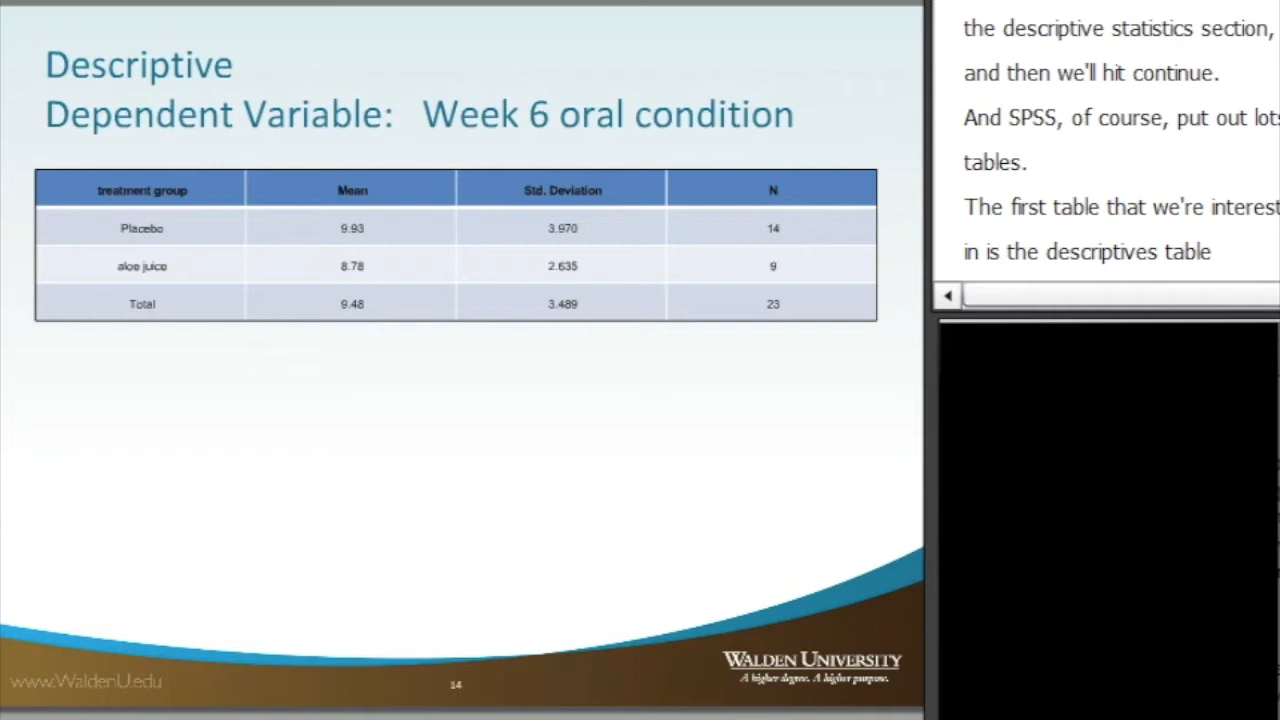 Descriptive
Dependent Variable: Week 6 oral condition
treatment group Mean Std. Deviation N
Placebo 9.93 3.970 14
aloe juice 8.78 2.635 9
Total 9.48 3.489 23
www.WaldenU.edu
14
WALDEN UNIVERSITY
A higher degree. A higher purpose.
the descriptive statistics section,
and then we'll hit continue.
And SPSS, of course, put out lots
tables.
The first table that we're interest
in is the descriptives table